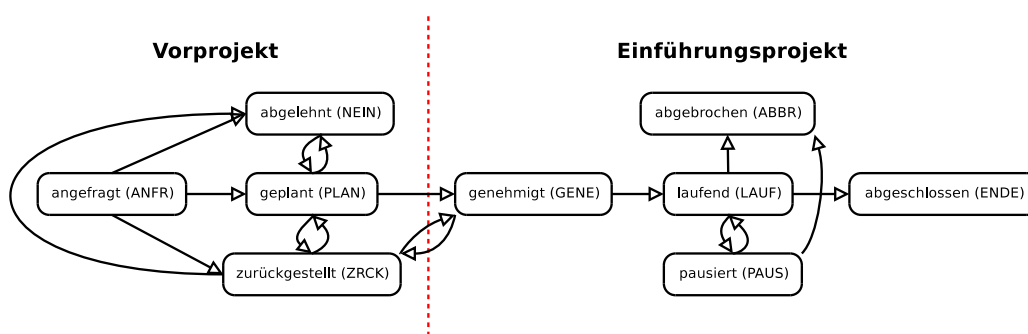 Vorprojekt
Einführungsprojekt
abgelehnt (NEIN)
abgebrochen (ABBR)
angefragt (ANFR)
geplant (PLAN)
genehmigt (GENE)
laufend (LAUF)
abgeschlossen (ENDE)
zurückgestellt (ZRCK)
pausiert (PAUS)